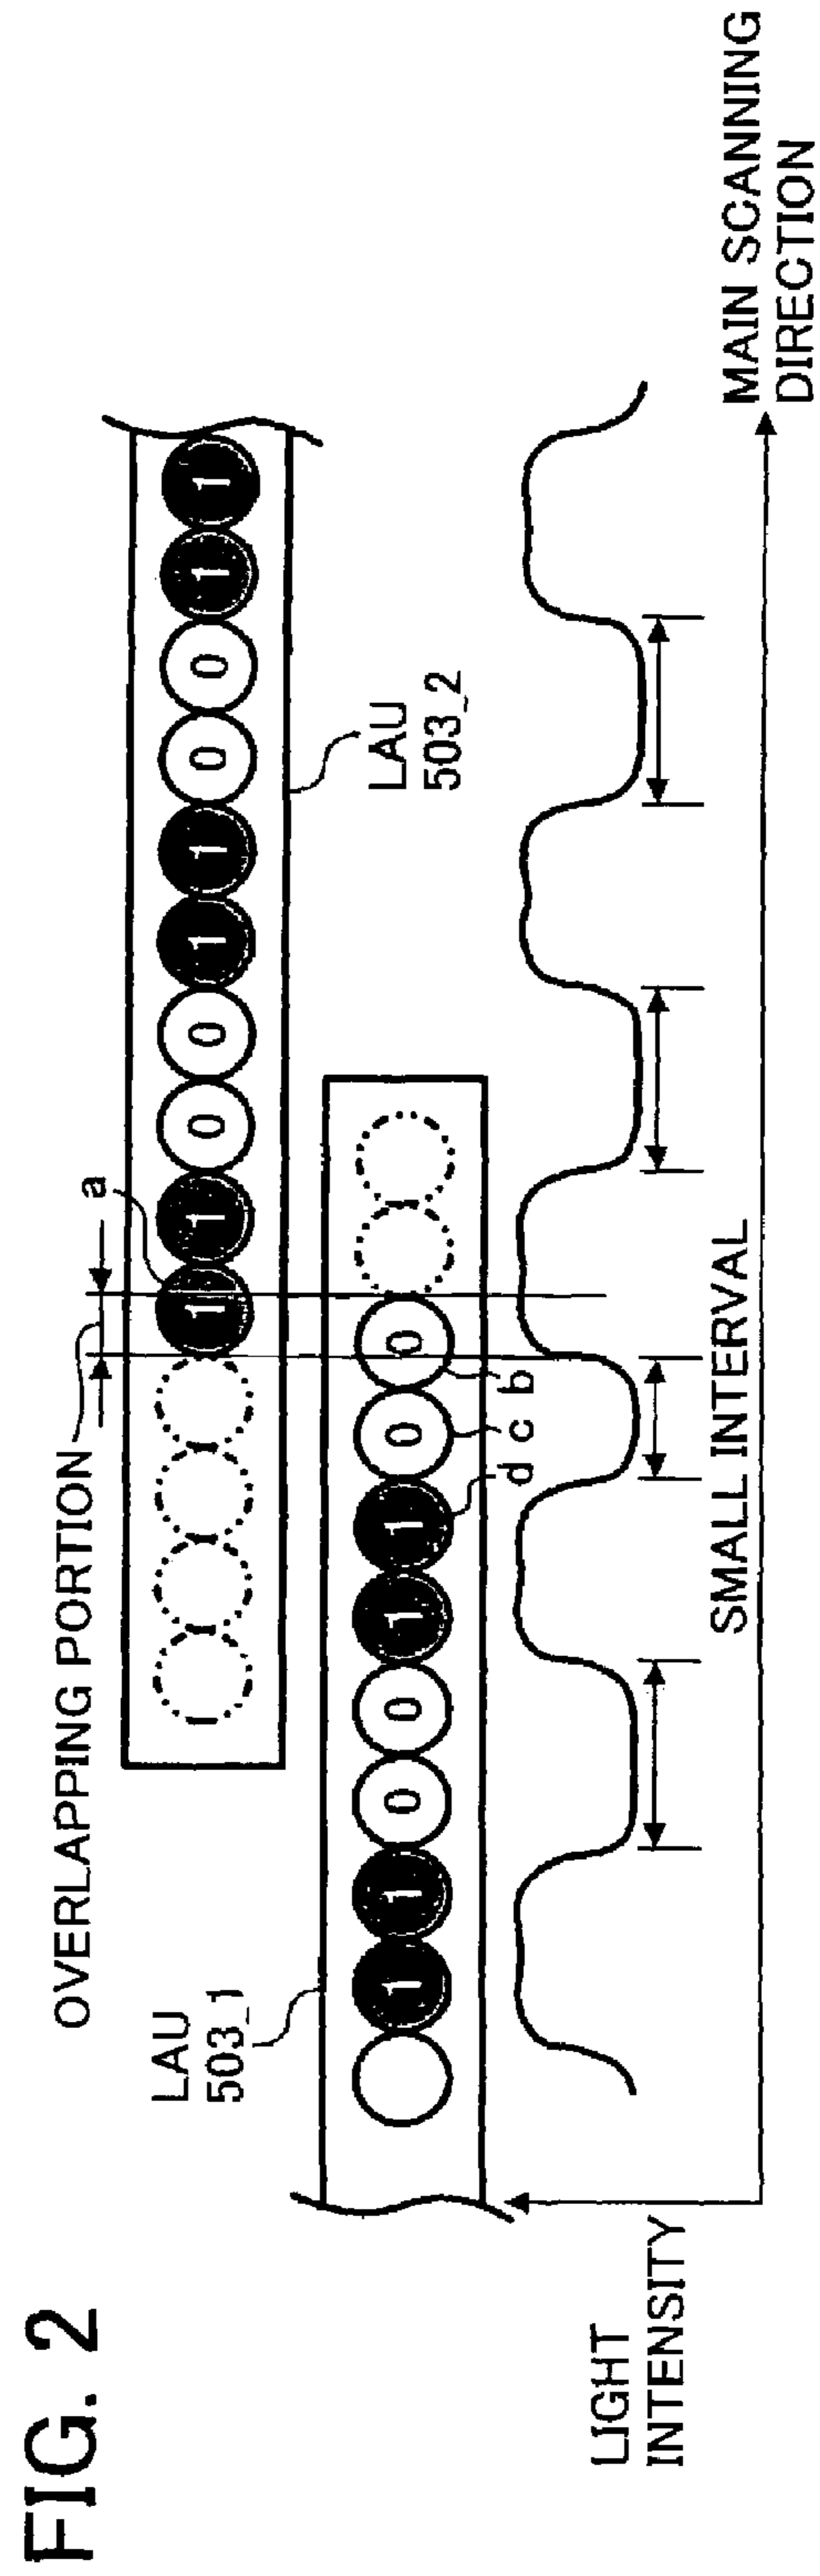 FIG. 2
OVERLAPPING PORTION
a
LAU
503_1
1 1 0 0 1 1 0 0
1 1 0 0 1 1 0 0 1 1
d
c
b
LAU
503_2
LIGHT
INTENSITY
SMALL INTERVAL
MAIN SCANNING
DIRECTION